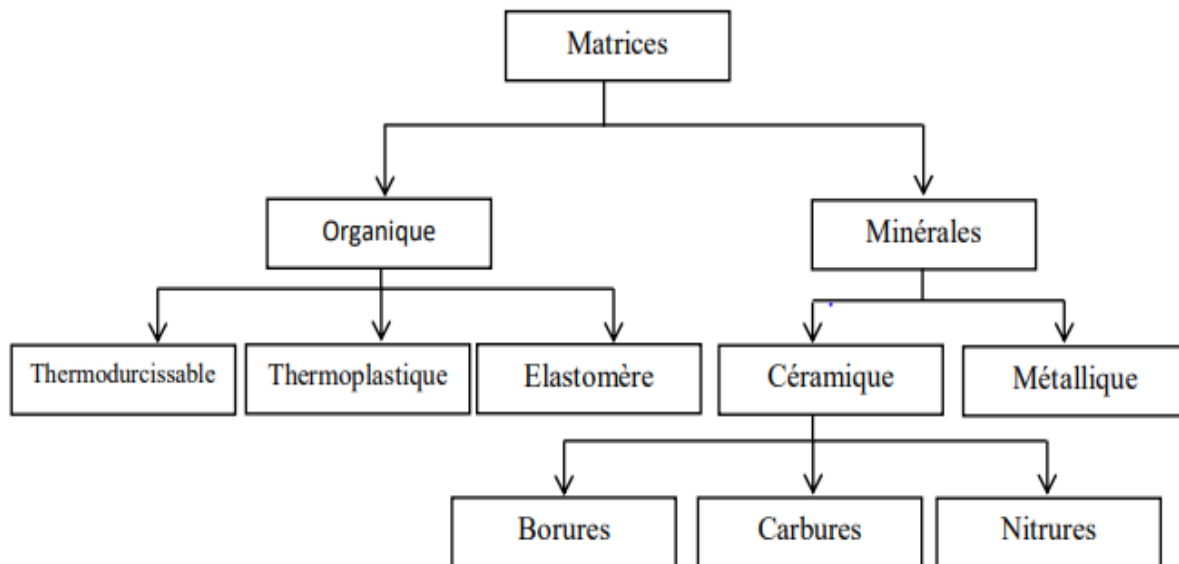 Matrices
Organique
Minérales
Thermodurcissable
Thermoplastique
Elastomère
Céramique
Métallique
Borures
Carbures
Nitrures